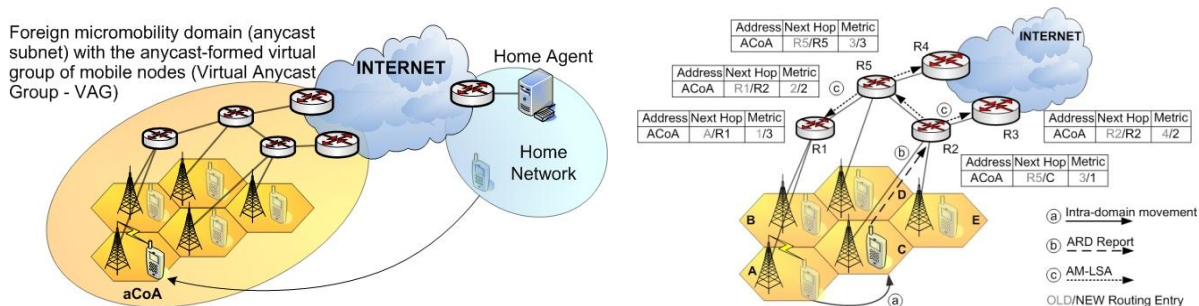 Foreign micromobility domain (anycast
subnet) with the anycast-formed virtual
group of mobile nodes (Virtual Anycast
Group - VAG)
INTERNET
Home Agent
Home
Network
aCoA
Address Next Hop Metric
ACoA R5/R5 3/3
R4
INTERNET
R5
Address Next Hop Metric
ACoA R1/R2 2/2
c
c
c
Address Next Hop Metric
ACoA A/R1 1/3
R1
R2
R3
Address Next Hop Metric
ACoA R2/R2 4/2
b
Address Next Hop Metric
ACoA R5/C 3/1
D
B
E
C
A
a
a Intra-domain movement
b ARD Report
c AM-LSA
OLD/NEW Routing Entry